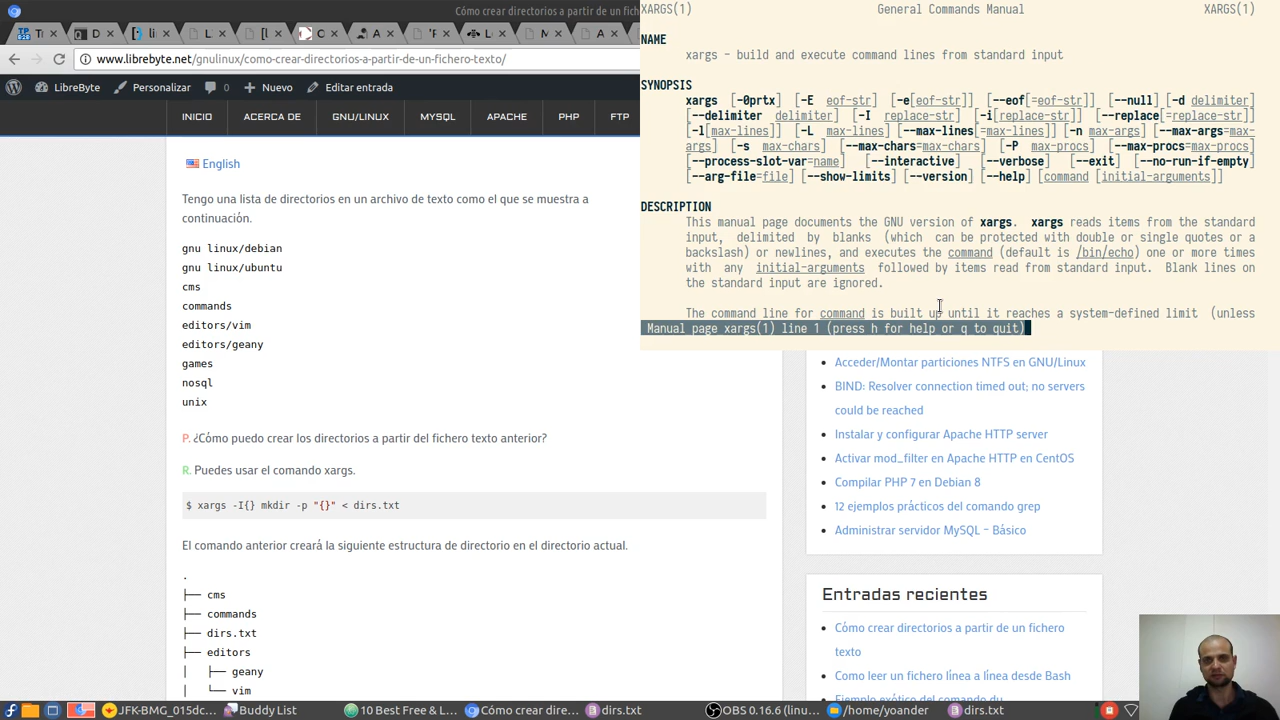 Cómo crear directorios a partir de un fich
www.librebyte.net/gnulinux/como-crear-directorios-a-partir-de-un-fichero-texto/
LibreByte Personalizar 0 Nuevo Editar entrada
INICIO ACERCA DE GNU/LINUX MYSQL APACHE PHP FTP
English
Tengo una lista de directorios en un archivo de texto como el que se muestra a
continuación.
gnu linux/debian
gnu linux/ubuntu
cms
commands
editors/vim
editors/geany
games
nosql
unix
P. ¿Cómo puedo crear los directorios a partir del fichero texto anterior?
R. Puedes usar el comando xargs.
$ xargs -I{} mkdir -p "{}" < dirs.txt
El comando anterior creará la siguiente estructura de directorio en el directorio actual.
.
├── cms
├── commands
├── dirs.txt
├── editors
│   ├── geany
│   └── vim
XARGS(1) General Commands Manual XARGS(1)
NAME
xargs - build and execute command lines from standard input
SYNOPSIS
xargs [-0prtx] [-E eof-str] [-e[eof-str]] [--eof[=eof-str]] [--null] [-d delimiter]
[--delimiter delimiter] [-I replace-str] [-i[replace-str]] [--replace[=replace-str]]
[-l[max-lines]] [-L max-lines] [--max-lines[=max-lines]] [-n max-args] [--max-args=max-
args] [-s max-chars] [--max-chars=max-chars] [-P max-procs] [--max-procs=max-procs]
[--process-slot-var=name] [--interactive] [--verbose] [--exit] [--no-run-if-empty]
[--arg-file=file] [--show-limits] [--version] [--help] [command [initial-arguments]]
DESCRIPTION
This manual page documents the GNU version of xargs. xargs reads items from the standard
input, delimited by blanks (which can be protected with double or single quotes or a
backslash) or newlines, and executes the command (default is /bin/echo) one or more times
with any initial-arguments followed by items read from standard input. Blank lines on
the standard input are ignored.
The command line for command is built up until it reaches a system-defined limit (unless
Manual page xargs(1) line 1 (press h for help or q to quit)
Acceder/Montar particiones NTFS en GNU/Linux
BIND: Resolver connection timed out; no servers
could be reached
Instalar y configurar Apache HTTP server
Activar mod_filter en Apache HTTP en CentOS
Compilar PHP 7 en Debian 8
12 ejemplos prácticos del comando grep
Administrar servidor MySQL – Básico
Entradas recientes
Cómo crear directorios a partir de un fichero
texto
Como leer un fichero línea a línea desde Bash
Ejemplo exótico del comando du
JFK-BMG_015dc... Buddy List 10 Best Free & L... Cómo crear dire... dirs.txt OBS 0.16.6 (linu... /home/yoander dirs.txt